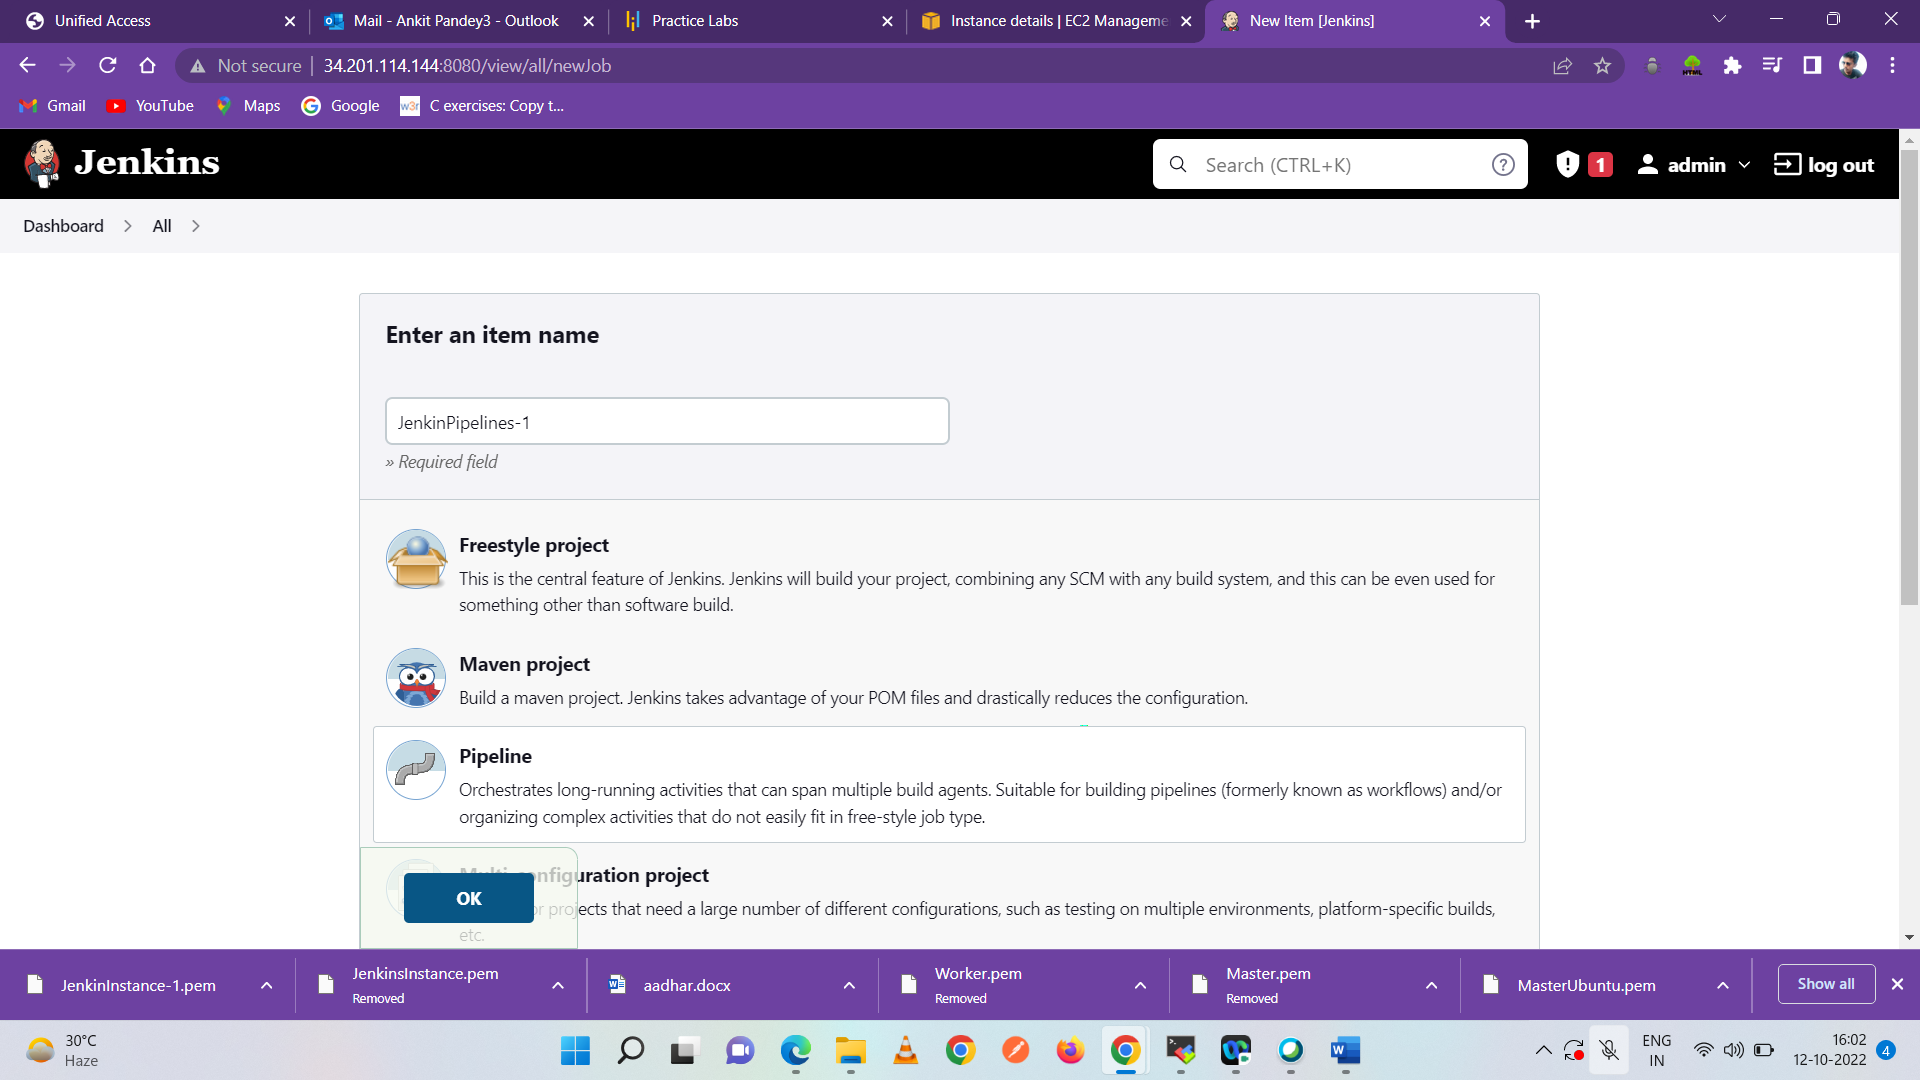 Unified Access
Mail - Ankit Pandey3 - Outlook
Practice Labs
Instance details | EC2 Manageme
New Item [Jenkins]
Not secure
34.201.114.144:8080/view/all/newJob
Gmail
YouTube
Maps
Google
w3r
C exercises: Copy t...
Jenkins
Search (CTRL+K)
1
admin
log out
Dashboard
All
Enter an item name
JenkinPipelines-1
» Required field
Freestyle project
This is the central feature of Jenkins. Jenkins will build your project, combining any SCM with any build system, and this can be even used for
something other than software build.
Maven project
Build a maven project. Jenkins takes advantage of your POM files and drastically reduces the configuration.
Pipeline
Orchestrates long-running activities that can span multiple build agents. Suitable for building pipelines (formerly known as workflows) and/or
organizing complex activities that do not easily fit in free-style job type.
Multi-configuration project
OK
or projects that need a large number of different configurations, such as testing on multiple environments, platform-specific builds,
etc.
JenkinInstance-1.pem
JenkinsInstance.pem
Removed
aadhar.docx
Worker.pem
Removed
Master.pem
Removed
MasterUbuntu.pem
Show all
30°C
Haze
ENG
IN
16:02
12-10-2022
4